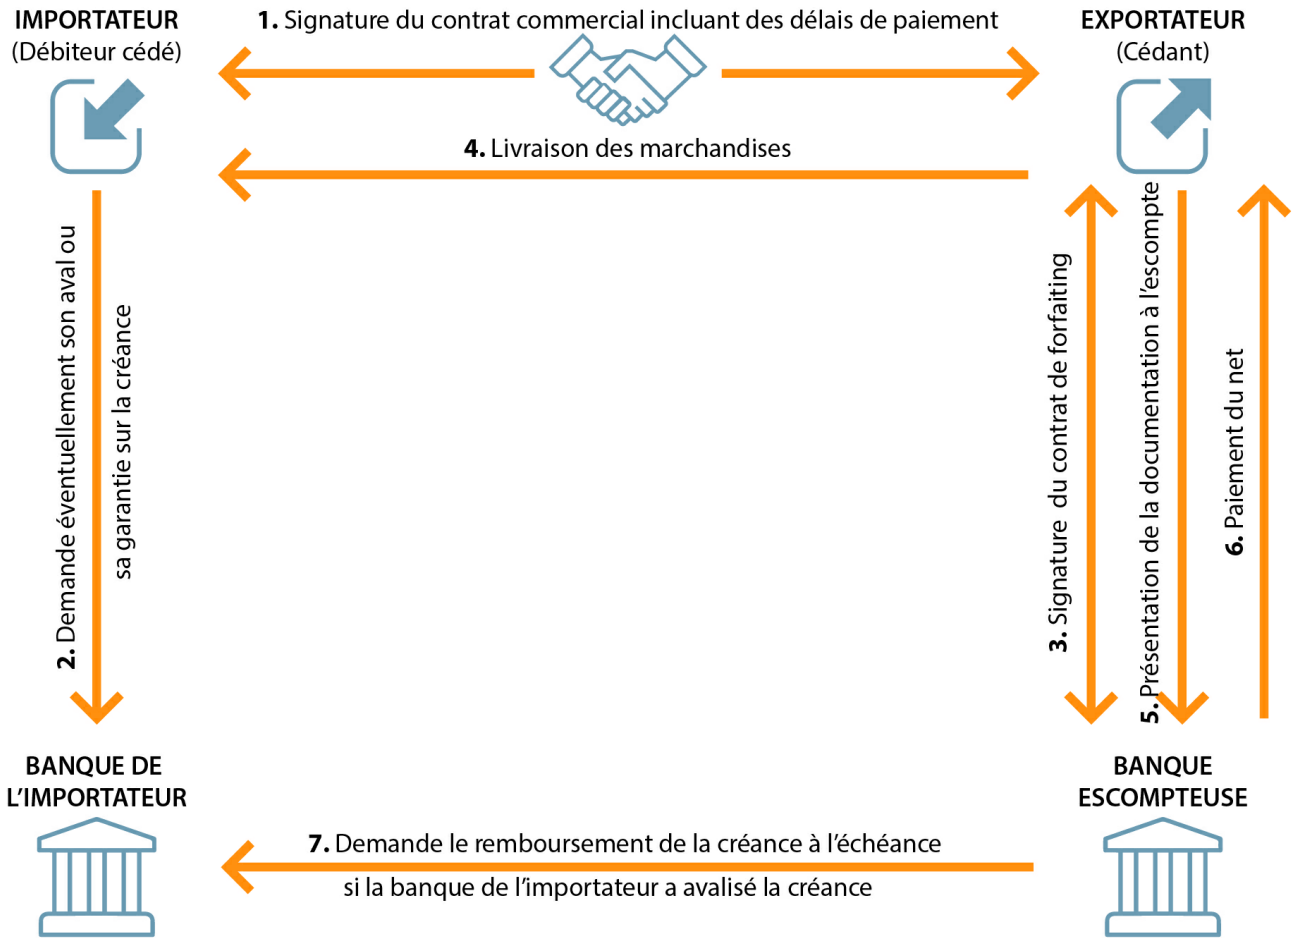 IMPORTATEUR
(Débiteur cédé)
1. Signature du contrat commercial incluant des délais de paiement
EXPORTATEUR
(Cédant)
4. Livraison des marchandises
2. Demande éventuellement son aval ou
sa garantie sur la créance
3. Signature du contrat de forfaiting
5. Présentation de la documentation à l’escompte
6. Paiement du net
BANQUE DE
L’IMPORTATEUR
BANQUE
ESCOMPTEUSE
7. Demande le remboursement de la créance à l’échéance
si la banque de l’importateur a avalisé la créance